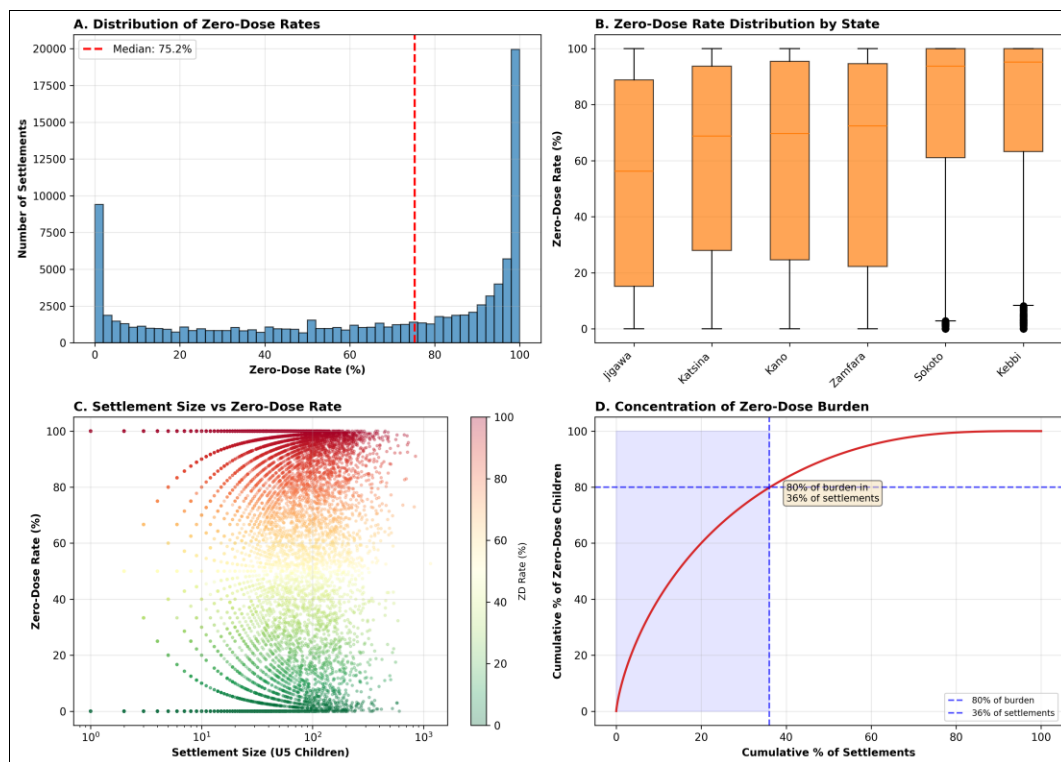 A. Distribution of Zero-Dose Rates
Median: 75.2%
20000
17500
15000
12500
10000
7500
5000
2500
0
Number of Settlements
0 20 40 60 80 100
Zero-Dose Rate (%)
B. Zero-Dose Rate Distribution by State
100
80
60
40
20
0
Zero-Dose Rate (%)
Jigawa Katsina Kano Zamfara Sokoto Kebbi
C. Settlement Size vs Zero-Dose Rate
100
80
60
40
20
0
Zero-Dose Rate (%)
10⁰ 10¹ 10² 10³
Settlement Size (U5 Children)
100
80
60
40
20
0
ZD Rate (%)
D. Concentration of Zero-Dose Burden
100
80
60
40
20
0
Cumulative % of Zero-Dose Children
80% of burden in
36% of settlements
80% of burden
36% of settlements
0 20 40 60 80 100
Cumulative % of Settlements